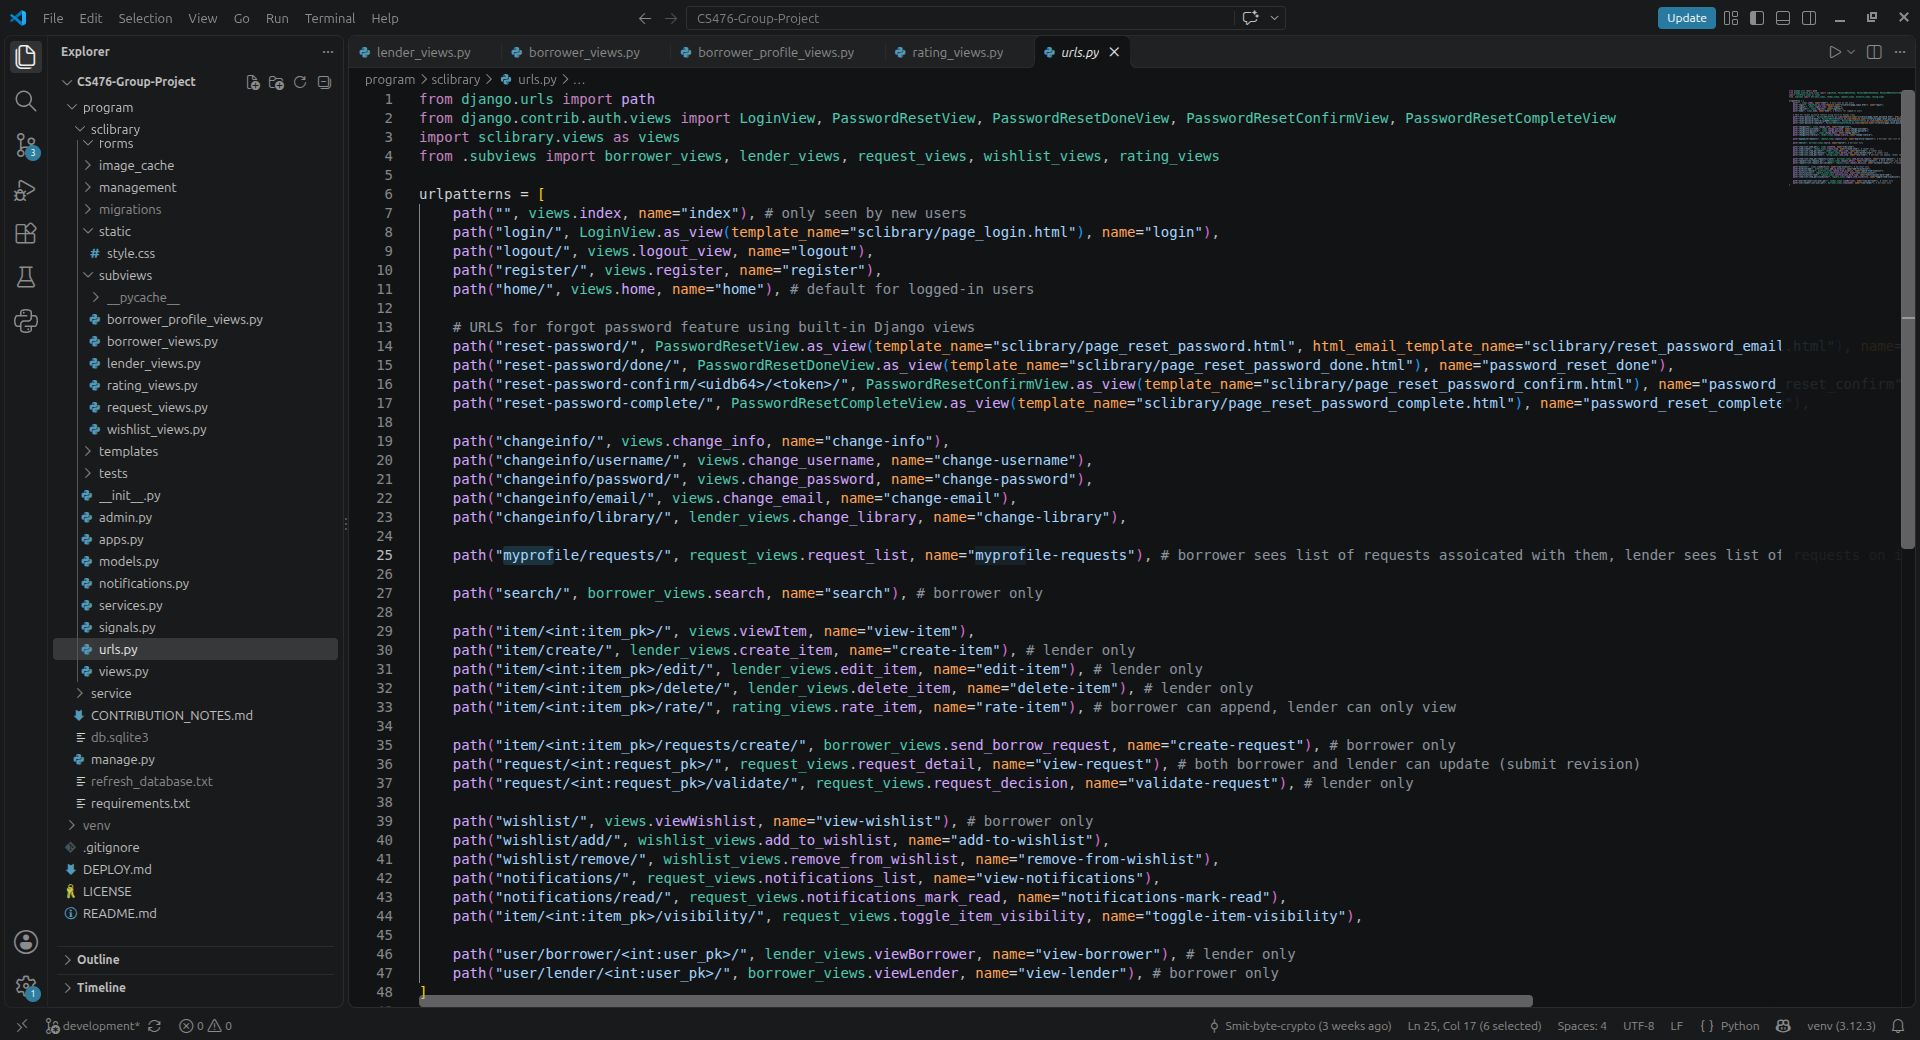 File Edit Selection View Go Run Terminal Help
CS476-Group-Project
Update
Explorer
lender_views.py borrower_views.py borrower_profile_views.py rating_views.py urls.py
CS476-Group-Project
program > sclibrary > urls.py > ...
program
sclibrary
forms
image_cache
management
migrations
static
# style.css
subviews
__pycache__
borrower_profile_views.py
borrower_views.py
lender_views.py
rating_views.py
request_views.py
wishlist_views.py
templates
tests
__init__.py
admin.py
apps.py
models.py
notifications.py
services.py
signals.py
urls.py
views.py
service
CONTRIBUTION_NOTES.md
db.sqlite3
manage.py
refresh_database.txt
requirements.txt
venv
.gitignore
DEPLOY.md
LICENSE
README.md
Outline
Timeline
3
1
1 from django.urls import path
2 from django.contrib.auth.views import LoginView, PasswordResetView, PasswordResetDoneView, PasswordResetConfirmView, PasswordResetCompleteView
3 import sclibrary.views as views
4 from .subviews import borrower_views, lender_views, request_views, wishlist_views, rating_views
5
6 urlpatterns = [
7 path("", views.index, name="index"), # only seen by new users
8 path("login/", LoginView.as_view(template_name="sclibrary/page_login.html"), name="login"),
9 path("logout/", views.logout_view, name="logout"),
10 path("register/", views.register, name="register"),
11 path("home/", views.home, name="home"), # default for logged-in users
12
13 # URLS for forgot password feature using built-in Django views
14 path("reset-password/", PasswordResetView.as_view(template_name="sclibrary/page_reset_password.html", html_email_template_name="sclibrary/reset_password_email.html"), name=
15 path("reset-password/done/", PasswordResetDoneView.as_view(template_name="sclibrary/page_reset_password_done.html"), name="password_reset_done"),
16 path("reset-password-confirm/<uidb64>/<token>/", PasswordResetConfirmView.as_view(template_name="sclibrary/page_reset_password_confirm.html"), name="password_reset_confirm"
17 path("reset-password-complete/", PasswordResetCompleteView.as_view(template_name="sclibrary/page_reset_password_complete.html"), name="password_reset_complete"),
18
19 path("changeinfo/", views.change_info, name="change-info"),
20 path("changeinfo/username/", views.change_username, name="change-username"),
21 path("changeinfo/password/", views.change_password, name="change-password"),
22 path("changeinfo/email/", views.change_email, name="change-email"),
23 path("changeinfo/library/", lender_views.change_library, name="change-library"),
24
25 path("myprofile/requests/", request_views.request_list, name="myprofile-requests"), # borrower sees list of requests assoicated with them, lender sees list of requests on i
26
27 path("search/", borrower_views.search, name="search"), # borrower only
28
29 path("item/<int:item_pk>/", views.viewItem, name="view-item"),
30 path("item/create/", lender_views.create_item, name="create-item"), # lender only
31 path("item/<int:item_pk>/edit/", lender_views.edit_item, name="edit-item"), # lender only
32 path("item/<int:item_pk>/delete/", lender_views.delete_item, name="delete-item"), # lender only
33 path("item/<int:item_pk>/rate/", rating_views.rate_item, name="rate-item"), # borrower can append, lender can only view
34
35 path("item/<int:item_pk>/requests/create/", borrower_views.send_borrow_request, name="create-request"), # borrower only
36 path("request/<int:request_pk>/", request_views.request_detail, name="view-request"), # both borrower and lender can update (submit revision)
37 path("request/<int:request_pk>/validate/", request_views.request_decision, name="validate-request"), # lender only
38
39 path("wishlist/", views.viewWishlist, name="view-wishlist"), # borrower only
40 path("wishlist/add/", wishlist_views.add_to_wishlist, name="add-to-wishlist"),
41 path("wishlist/remove/", wishlist_views.remove_from_wishlist, name="remove-from-wishlist"),
42 path("notifications/", request_views.notifications_list, name="view-notifications"),
43 path("notifications/read/", request_views.notifications_mark_read, name="notifications-mark-read"),
44 path("item/<int:item_pk>/visibility/", request_views.toggle_item_visibility, name="toggle-item-visibility"),
45
46 path("user/borrower/<int:user_pk>/", lender_views.viewBorrower, name="view-borrower"), # lender only
47 path("user/lender/<int:user_pk>/", borrower_views.viewLender, name="view-lender"), # borrower only
48 ]
development* 0 0 Smit-byte-crypto (3 weeks ago) Ln 25, Col 17 (6 selected) Spaces: 4 UTF-8 LF { } Python venv (3.12.3)